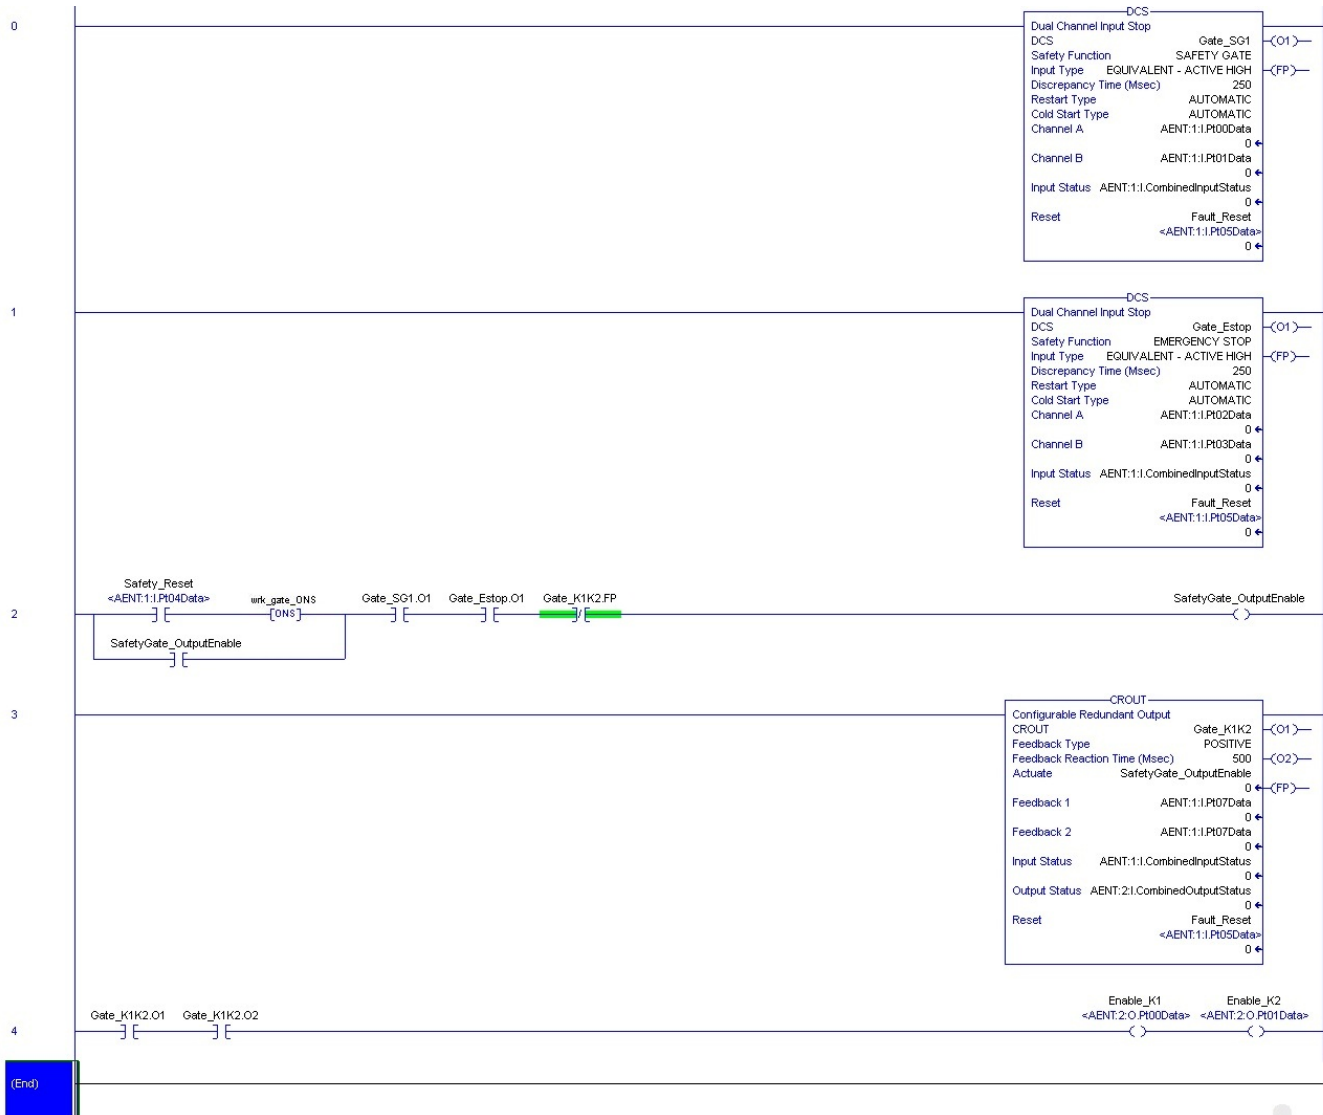 0
DCS
Dual Channel Input Stop
DCS Gate_SG1 (O1)
Safety Function SAFETY GATE
Input Type EQUIVALENT - ACTIVE HIGH (FP)
Discrepancy Time (Msec) 250
Restart Type AUTOMATIC
Cold Start Type AUTOMATIC
Channel A AENT:1:I.Pt00Data
0
Channel B AENT:1:I.Pt01Data
0
Input Status AENT:1:I.CombinedInputStatus
0
Reset Fault_Reset
<AENT:1:I.Pt05Data>
0
1
DCS
Dual Channel Input Stop
DCS Gate_Estop (O1)
Safety Function EMERGENCY STOP
Input Type EQUIVALENT - ACTIVE HIGH (FP)
Discrepancy Time (Msec) 250
Restart Type AUTOMATIC
Cold Start Type AUTOMATIC
Channel A AENT:1:I.Pt02Data
0
Channel B AENT:1:I.Pt03Data
0
Input Status AENT:1:I.CombinedInputStatus
0
Reset Fault_Reset
<AENT:1:I.Pt05Data>
0
2
Safety_Reset
<AENT:1:I.Pt04Data>
wrk_gate_ONS
[ONS]
Gate_SG1.O1
Gate_Estop.O1
Gate_K1K2.FP
SafetyGate_OutputEnable
SafetyGate_OutputEnable
3
CROUT
Configurable Redundant Output
CROUT Gate_K1K2 (O1)
Feedback Type POSITIVE
Feedback Reaction Time (Msec) 500 (O2)
Actuate SafetyGate_OutputEnable
0 (FP)
Feedback 1 AENT:1:I.Pt07Data
0
Feedback 2 AENT:1:I.Pt07Data
0
Input Status AENT:1:I.CombinedInputStatus
0
Output Status AENT:2:I.CombinedOutputStatus
0
Reset Fault_Reset
<AENT:1:I.Pt05Data>
0
4
Gate_K1K2.O1
Gate_K1K2.O2
Enable_K1
<AENT:2:O.Pt00Data>
Enable_K2
<AENT:2:O.Pt01Data>
(End)